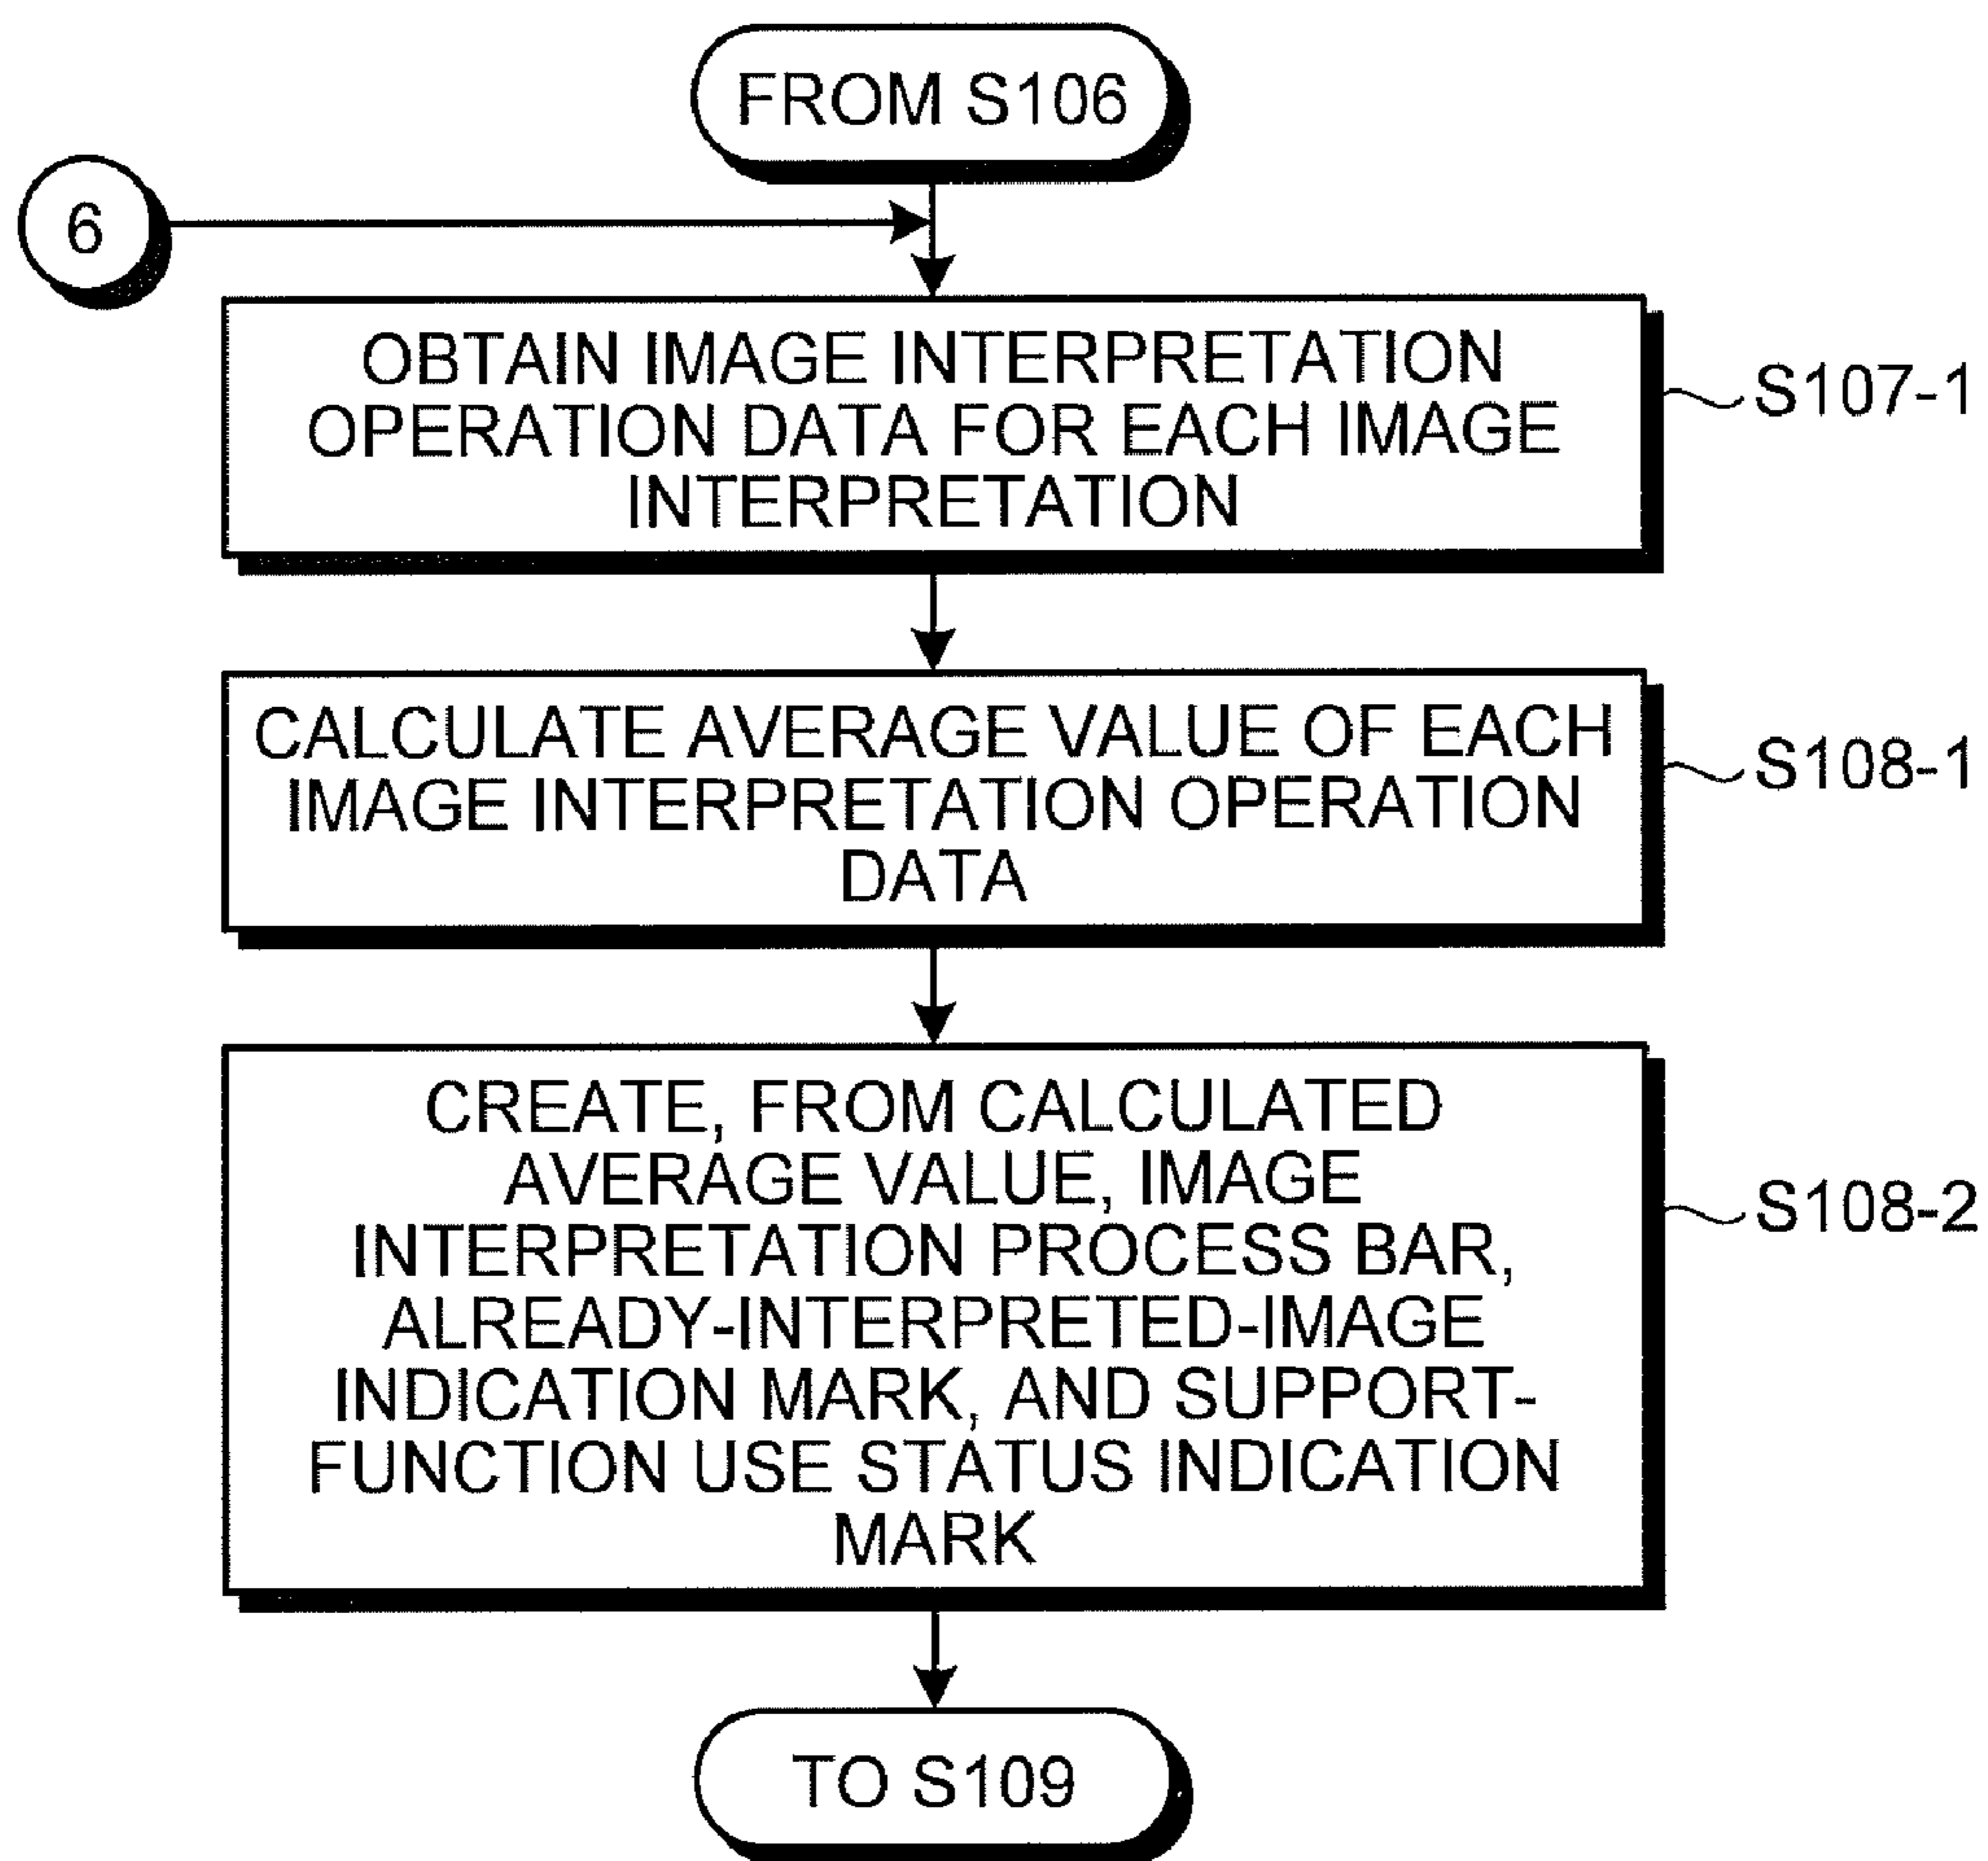 FROM S106
6
OBTAIN IMAGE INTERPRETATION
OPERATION DATA FOR EACH IMAGE
INTERPRETATION
S107-1
CALCULATE AVERAGE VALUE OF EACH
IMAGE INTERPRETATION OPERATION
DATA
S108-1
CREATE, FROM CALCULATED
AVERAGE VALUE, IMAGE
INTERPRETATION PROCESS BAR,
ALREADY-INTERPRETED-IMAGE
INDICATION MARK, AND SUPPORT-
FUNCTION USE STATUS INDICATION
MARK
S108-2
TO S109